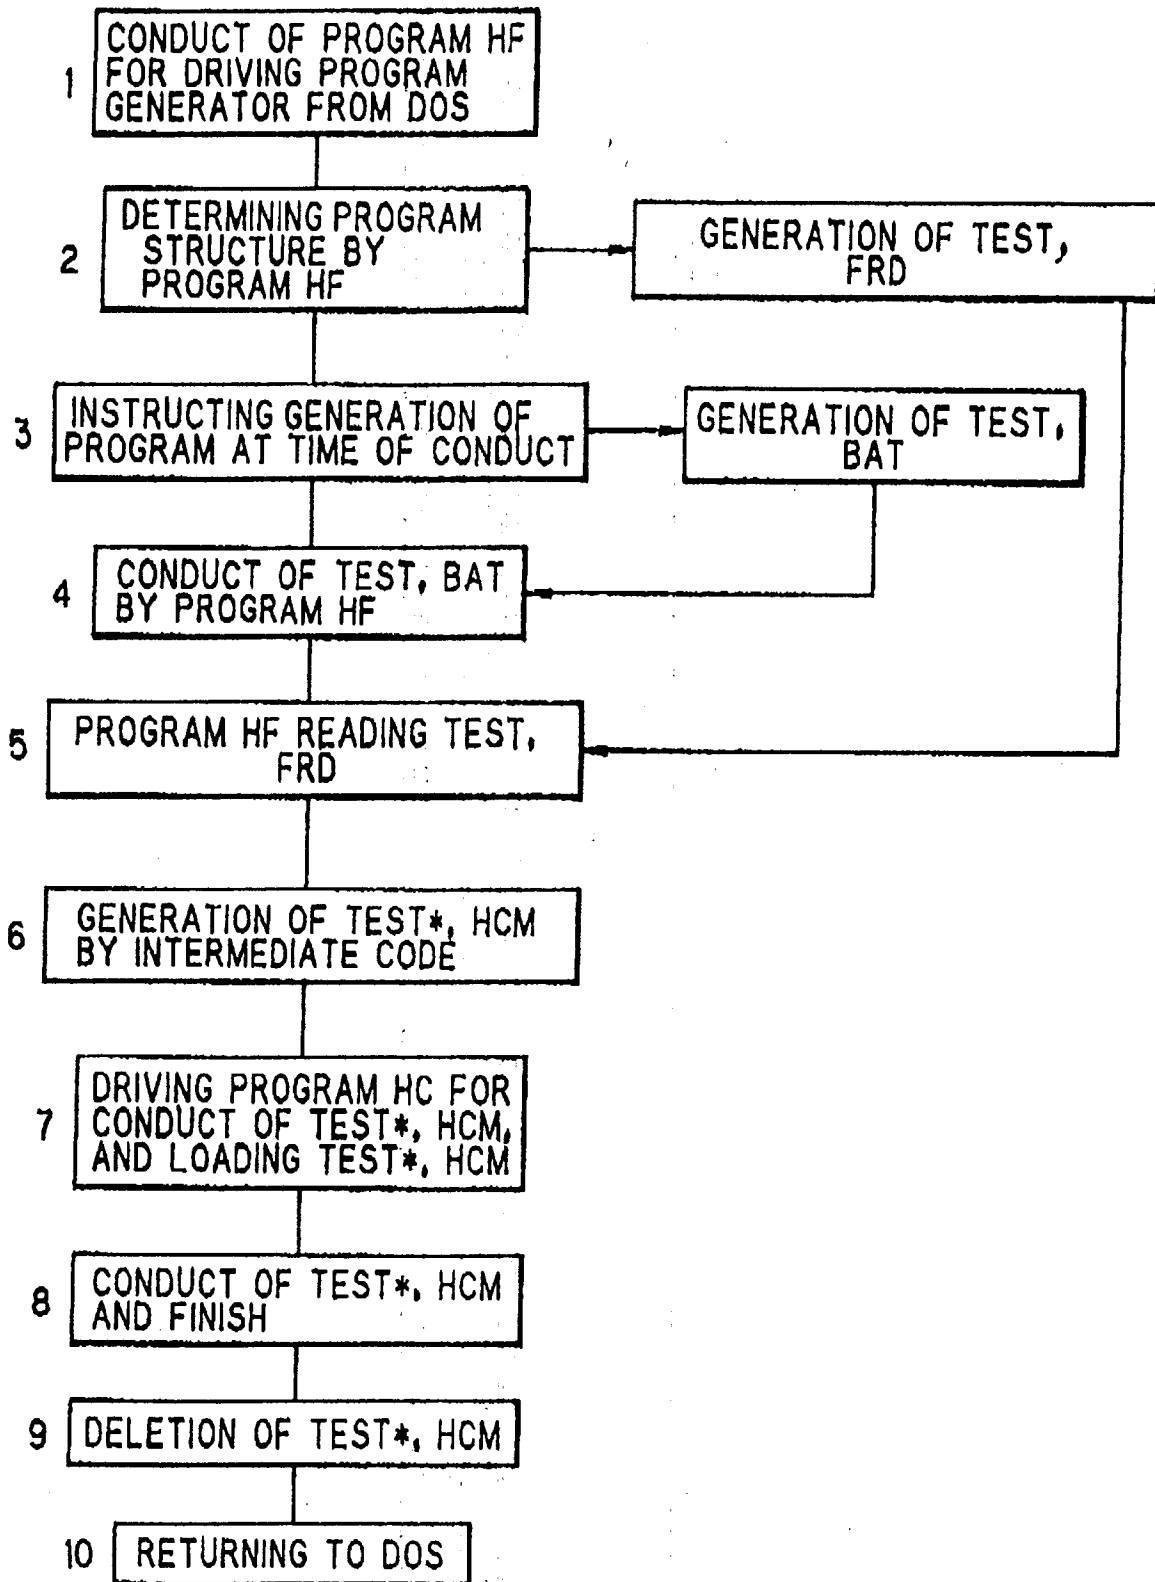 1
CONDUCT OF PROGRAM HF
FOR DRIVING PROGRAM
GENERATOR FROM DOS
2
DETERMINING PROGRAM
STRUCTURE BY
PROGRAM HF
GENERATION OF TEST,
FRD
3
INSTRUCTING GENERATION OF
PROGRAM AT TIME OF CONDUCT
GENERATION OF TEST,
BAT
4
CONDUCT OF TEST, BAT
BY PROGRAM HF
5
PROGRAM HF READING TEST,
FRD
6
GENERATION OF TEST*, HCM
BY INTERMEDIATE CODE
7
DRIVING PROGRAM HC FOR
CONDUCT OF TEST*, HCM,
AND LOADING TEST*, HCM
8
CONDUCT OF TEST*, HCM
AND FINISH
9
DELETION OF TEST*, HCM
10
RETURNING TO DOS